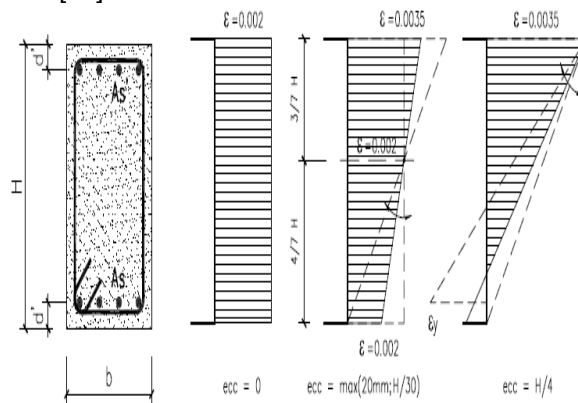 ε=0.002
ε=0.0035
ε=0.0035
d'
As
3/7 H
H
ε=0.002
4/7 H
As
d'
εy
ε=0.002
b
ecc = 0
ecc = max(20mm;H/30)
ecc = H/4